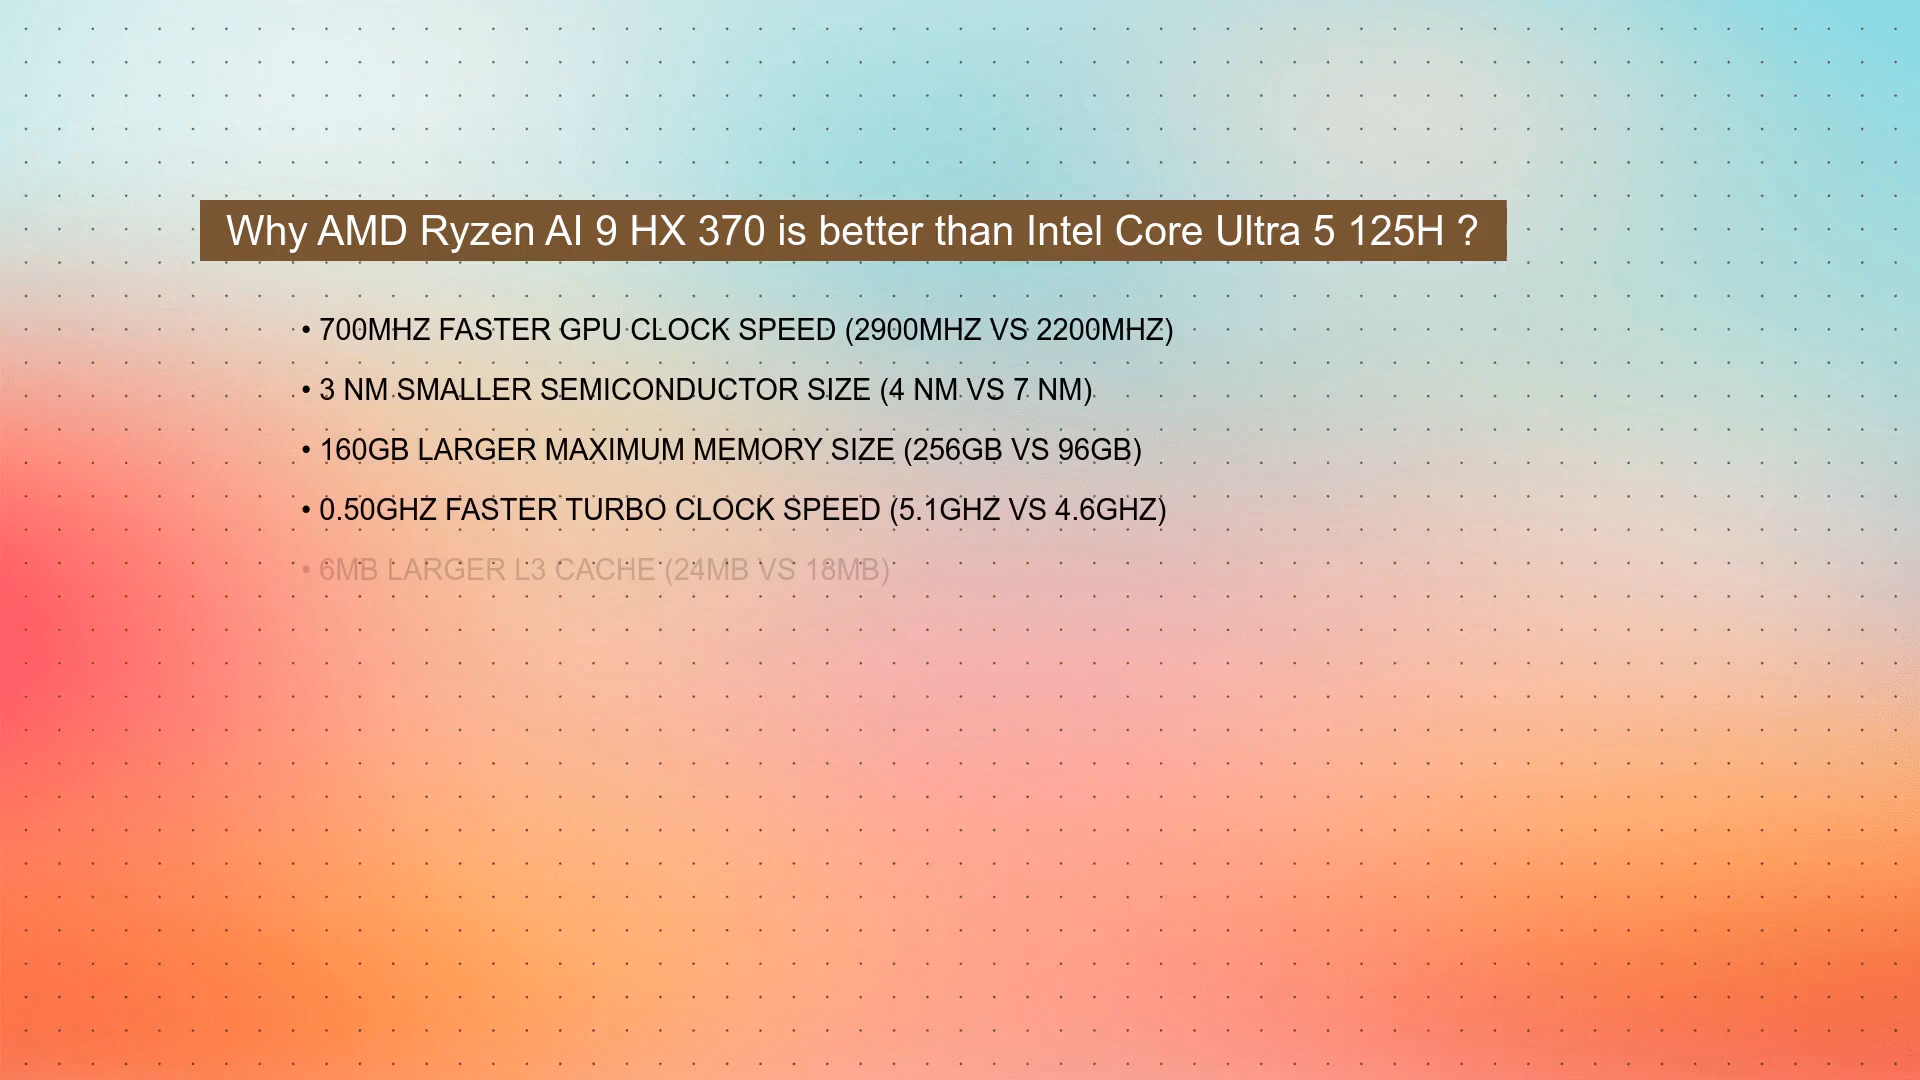 Why AMD Ryzen AI 9 HX 370 is better than Intel Core Ultra 5 125H ?
• 700MHZ FASTER GPU CLOCK SPEED (2900MHZ VS 2200MHZ)
• 3 NM SMALLER SEMICONDUCTOR SIZE (4 NM VS 7 NM)
• 160GB LARGER MAXIMUM MEMORY SIZE (256GB VS 96GB)
• 0.50GHZ FASTER TURBO CLOCK SPEED (5.1GHZ VS 4.6GHZ)
• 6MB LARGER L3 CACHE (24MB VS 18MB)